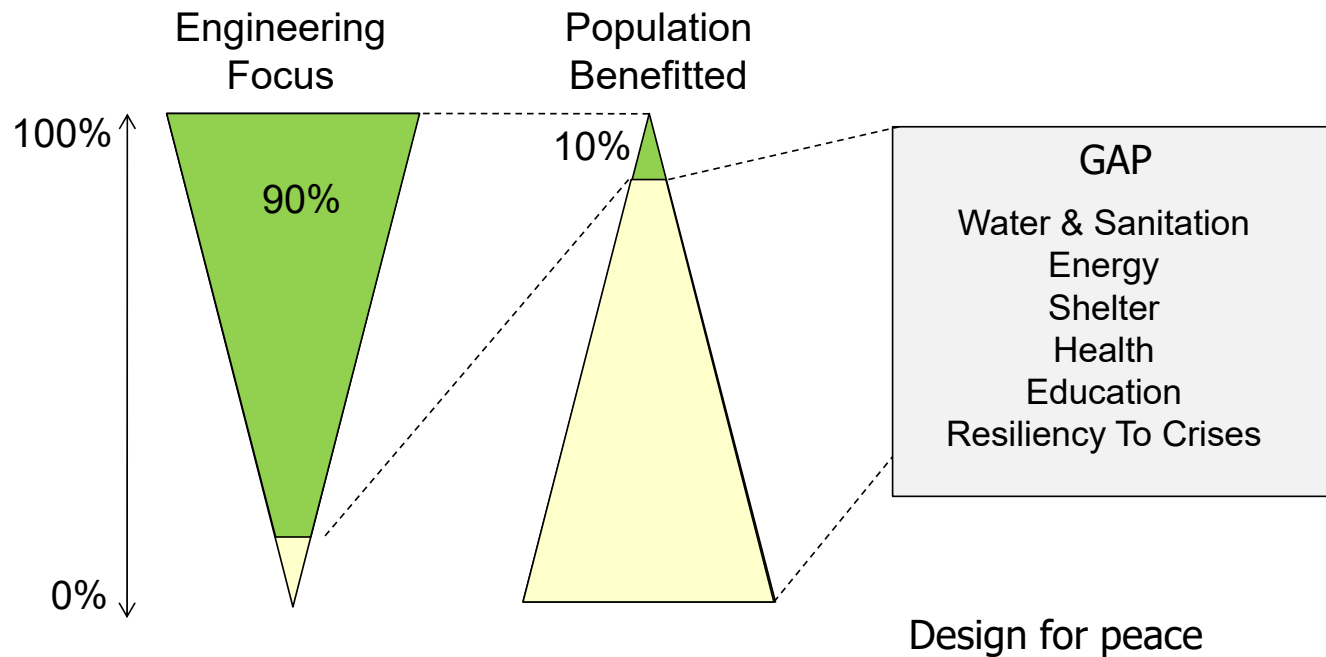 Engineering
Focus
Population
Benefitted
100%
90%
10%
0%
GAP
Water & Sanitation
Energy
Shelter
Health
Education
Resiliency To Crises
Design for peace